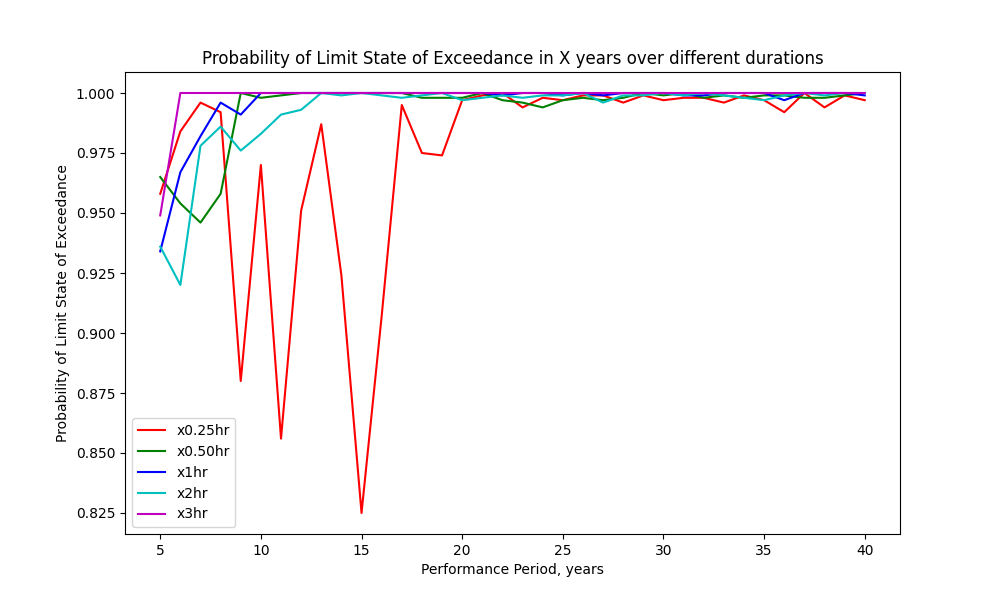 Probability of Limit State of Exceedance in X years over different durations
Probability of Limit State of Exceedance
1.000
0.975
0.950
0.925
0.900
0.875
0.850
0.825
x0.25hr
x0.50hr
x1hr
x2hr
x3hr
5 10 15 20 25 30 35 40
Performance Period, years